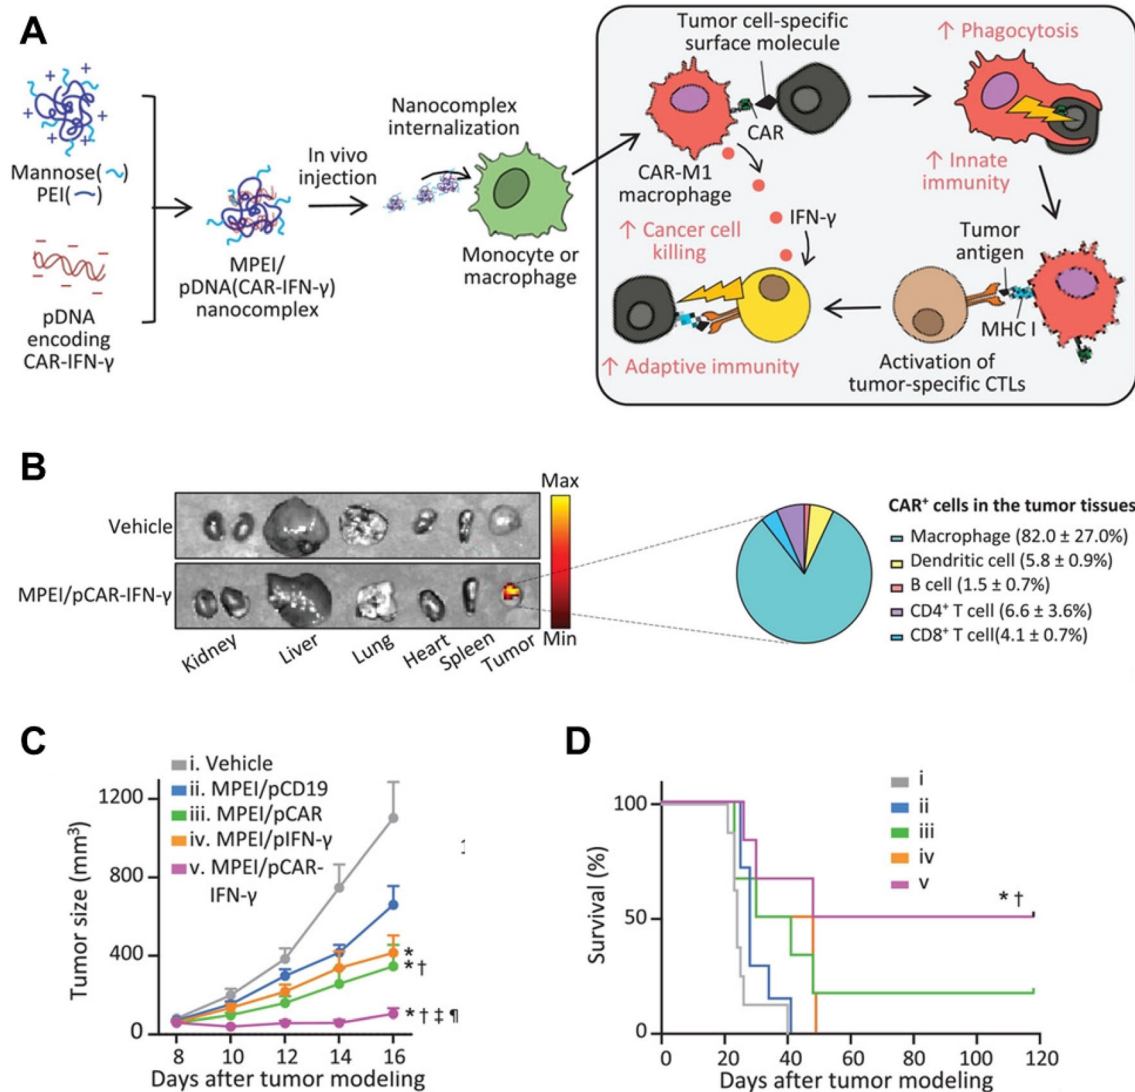 A
Mannose( )
PEI( )
pDNA
encoding
CAR-IFN-γ
MPEI/
pDNA(CAR-IFN-γ)
nanocomplex
In vivo
injection
Nanocomplex
internalization
Monocyte or
macrophage
Tumor cell-specific
surface molecule
CAR
CAR-M1
macrophage
↑ Phagocytosis
↑ Innate
immunity
IFN-γ
↑ Cancer cell
killing
Tumor
antigen
MHC I
↑ Adaptive immunity
Activation of
tumor-specific CTLs
B
Vehicle
MPEI/pCAR-IFN-γ
Kidney
Liver
Lung
Heart
Spleen
Tumor
Max
Min
CAR⁺ cells in the tumor tissues
Macrophage (82.0 ± 27.0%)
Dendritic cell (5.8 ± 0.9%)
B cell (1.5 ± 0.7%)
CD4⁺ T cell (6.6 ± 3.6%)
CD8⁺ T cell(4.1 ± 0.7%)
C
i. Vehicle
ii. MPEI/pCD19
iii. MPEI/pCAR
iv. MPEI/pIFN-γ
v. MPEI/pCAR-
IFN-γ
Tumor size (mm³)
1200
800
400
0
*
* †
* † ‡ ¶
8 10 12 14 16
Days after tumor modeling
D
i
ii
iii
iv
v
* †
Survival (%)
100
50
0
0 20 40 60 80 100 120
Days after tumor modeling